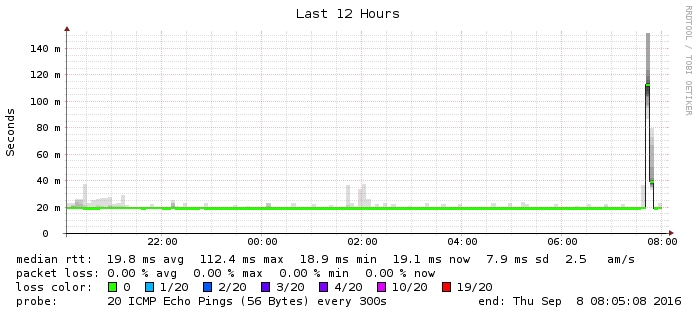 Last 12 Hours
RRDTOOL / TOBI OETIKER
Seconds
140 m
120 m
100 m
80 m
60 m
40 m
20 m
0
22:00 00:00 02:00 04:00 06:00 08:00
median rtt: 19.8 ms avg 112.4 ms max 18.9 ms min 19.1 ms now 7.9 ms sd 2.5 am/s
packet loss: 0.00 % avg 0.00 % max 0.00 % min 0.00 % now
loss color: 0 1/20 2/20 3/20 4/20 10/20 19/20
probe: 20 ICMP Echo Pings (56 Bytes) every 300s end: Thu Sep 8 08:05:08 2016